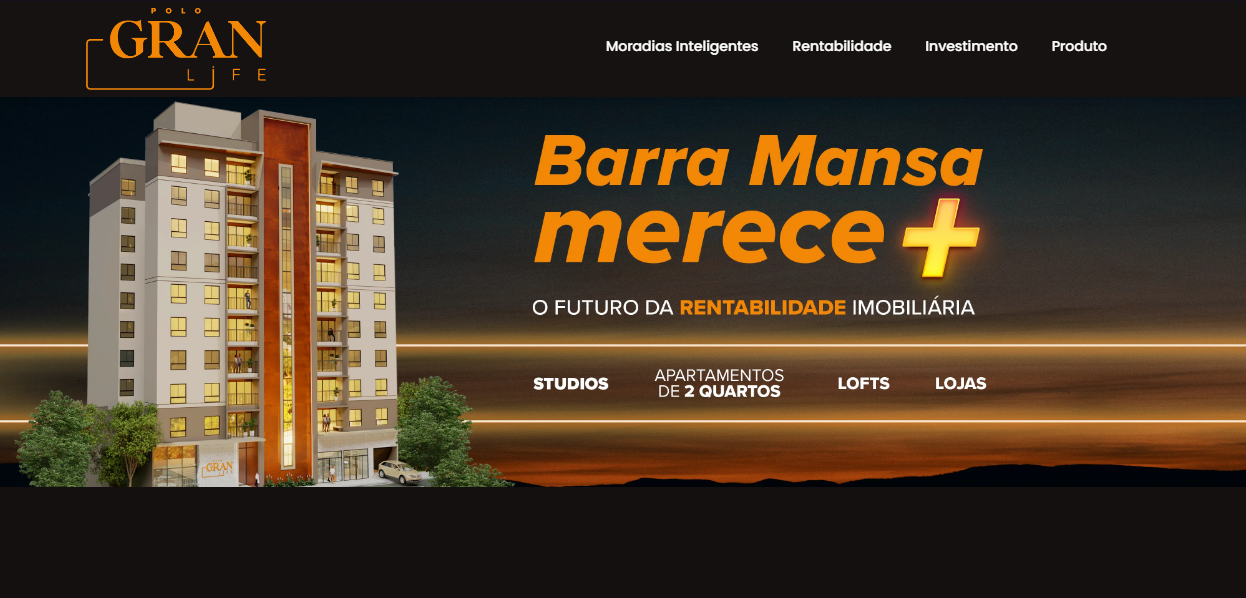 POLO
GRAN
LIFE
Moradias Inteligentes Rentabilidade Investimento Produto
Barra Mansa
merece+
O FUTURO DA RENTABILIDADE IMOBILIÁRIA
STUDIOS
APARTAMENTOS
DE 2 QUARTOS
LOFTS
LOJAS
GRAN